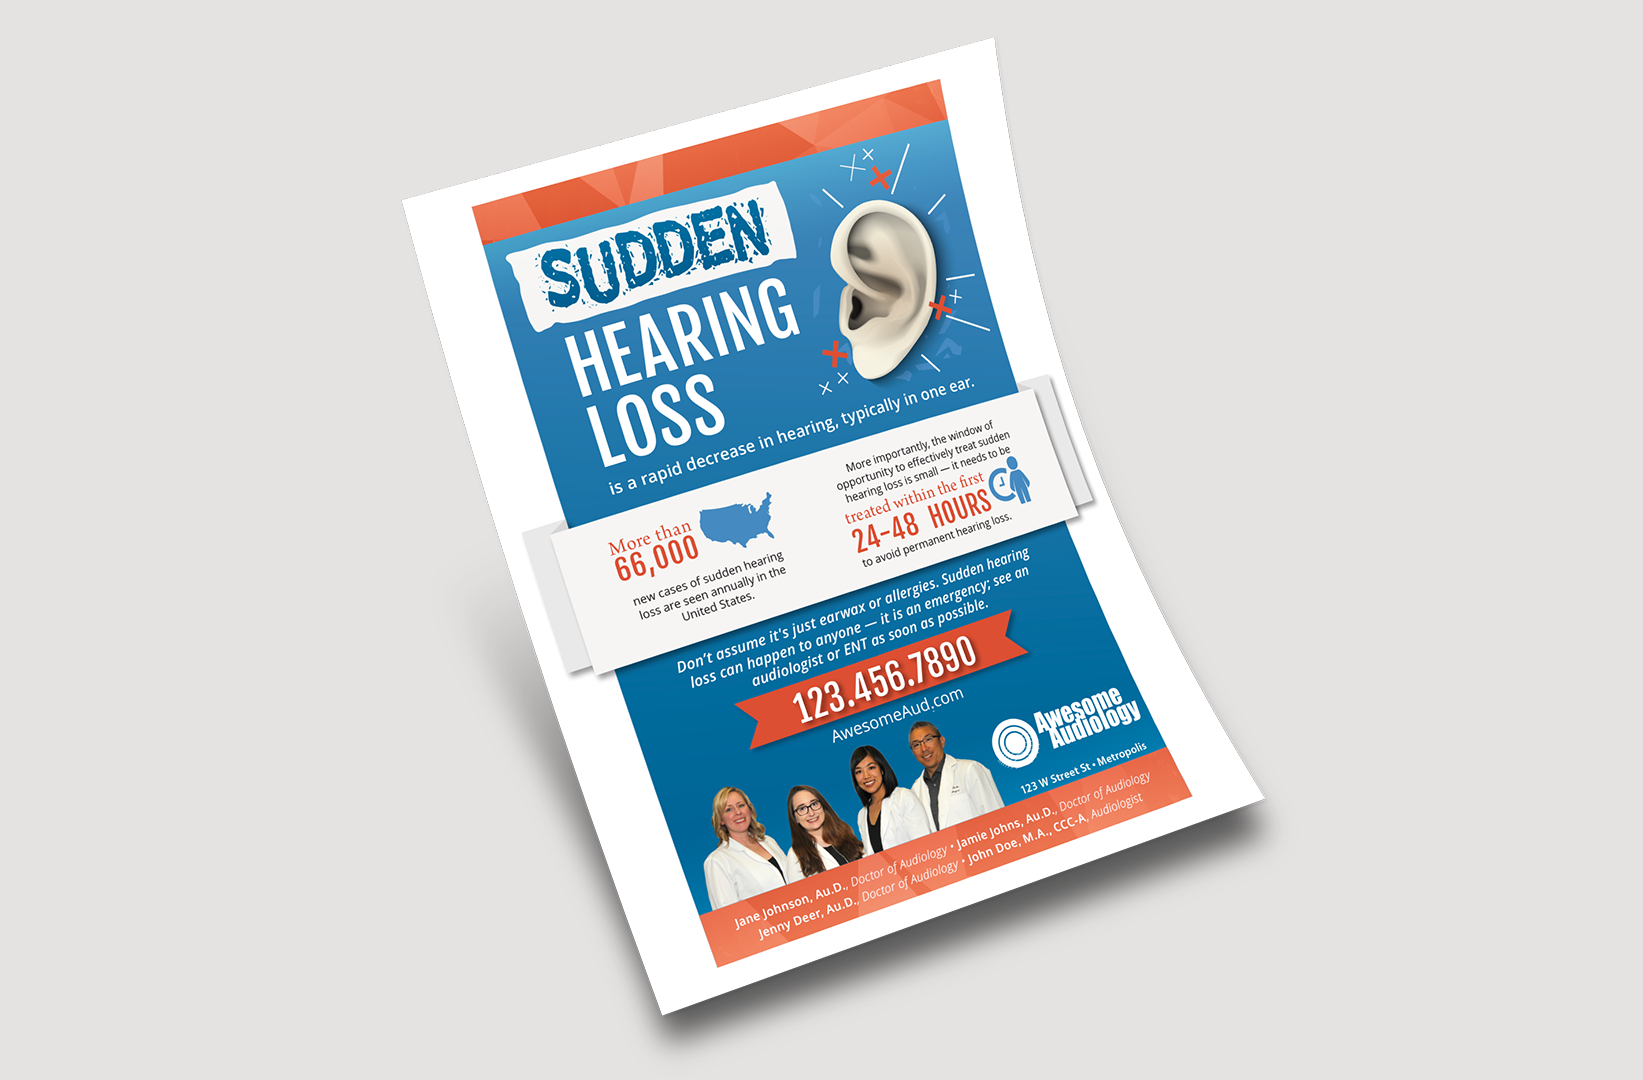 SUDDEN
HEARING
LOSS
is a rapid decrease in hearing, typically in one ear.
More than
66,000
new cases of sudden hearing
loss are seen annually in the
United States.
More importantly, the window of
opportunity to effectively treat sudden
hearing loss is small — it needs to be
treated within the first
24-48 HOURS
to avoid permanent hearing loss.
Don't assume it's just earwax or allergies. Sudden hearing
loss can happen to anyone — it is an emergency; see an
audiologist or ENT as soon as possible.
123.456.7890
AwesomeAud.com
Awesome
Audiology
123 W Street St • Metropolis
Jane Johnson, Au.D., Doctor of Audiology • Jamie Johns, Au.D., Doctor of Audiology
Jenny Deer, Au.D., Doctor of Audiology • John Doe, M.A., CCC-A, Audiologist